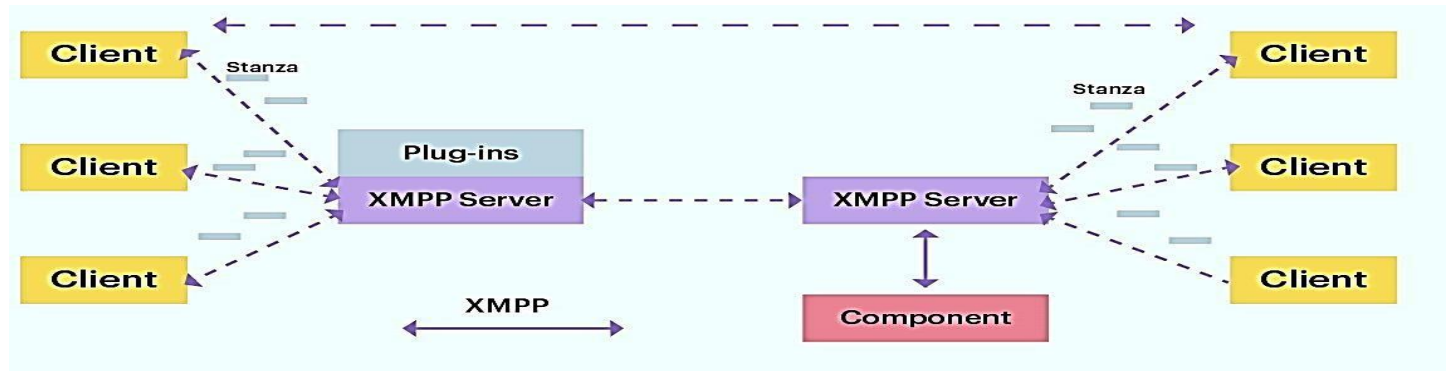 Client
Client
Stanza
Stanza
Plug-ins
Client
Client
XMPP Server
XMPP Server
Client
Client
XMPP
Component